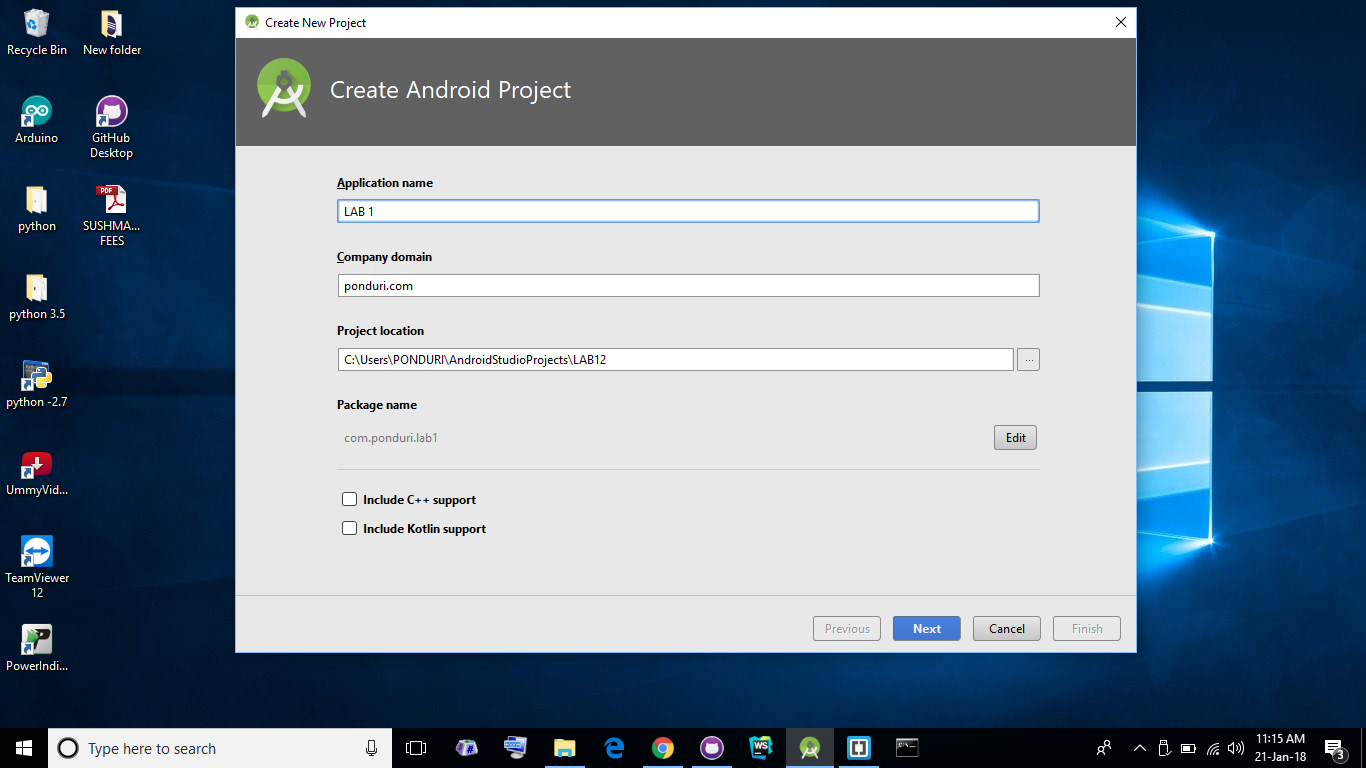 Recycle Bin
New folder
Arduino
GitHub
Desktop
python
PDF
SUSHMA...
FEES
python 3.5
python -2.7
UmmyVid...
TeamViewer
12
PowerIndi...
Create New Project
Create Android Project
Application name
LAB 1
Company domain
ponduri.com
Project location
C:\Users\PONDURI\AndroidStudioProjects\LAB12
...
Package name
com.ponduri.lab1
Edit
Include C++ support
Include Kotlin support
Previous
Next
Cancel
Finish
Type here to search
WS
11:15 AM
21-Jan-18
3